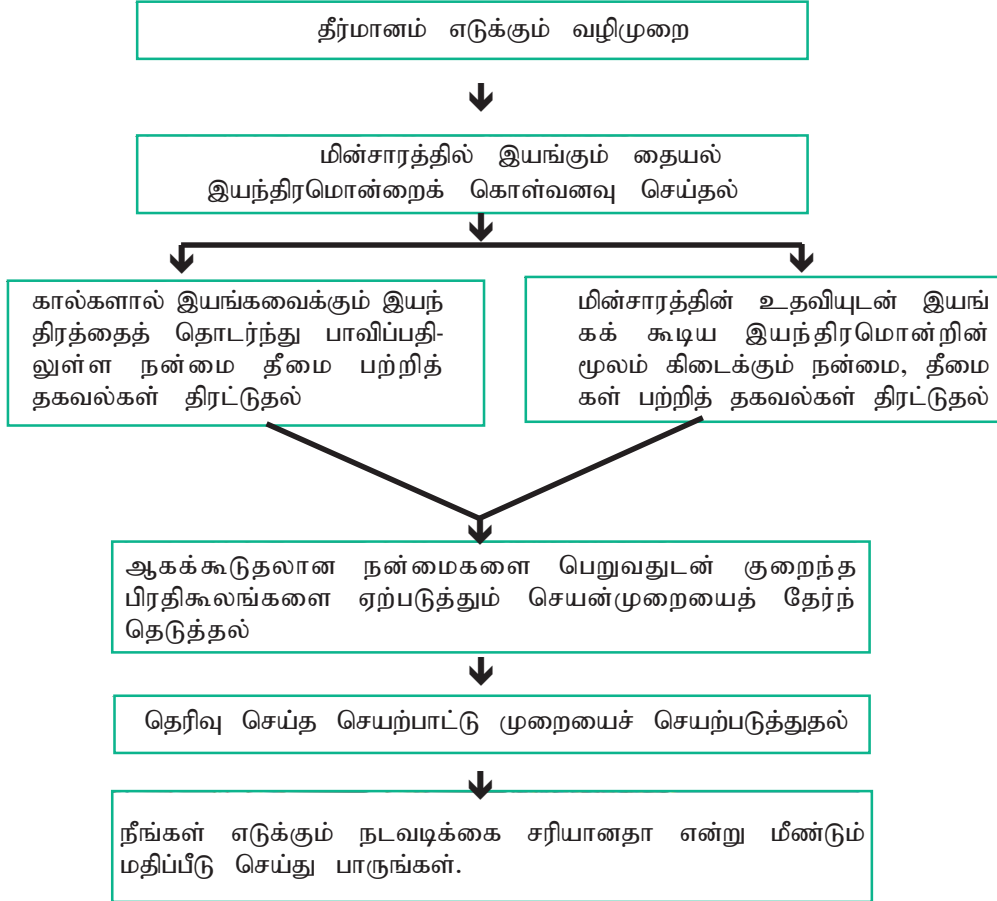 தீர்மானம் எடுக்கும் வழிமுறை
மின்சாரத்தில் இயங்கும் தையல்
இயந்திரமொன்றைக் கொள்வனவு செய்தல்
கால்களால் இயங்கவைக்கும் இயந்
திரத்தைத் தொடர்ந்து பாவிப்பதி-
லுள்ள நன்மை தீமை பற்றித்
தகவல்கள் திரட்டுதல்
மின்சாரத்தின் உதவியுடன் இயங்
கக் கூடிய இயந்திரமொன்றின்
மூலம் கிடைக்கும் நன்மை, தீமை
கள் பற்றித் தகவல்கள் திரட்டுதல்
ஆகக்கூடுதலான நன்மைகளை பெறுவதுடன் குறைந்த
பிரதிகூலங்களை ஏற்படுத்தும் செயன்முறையைத் தேர்ந்
தெடுத்தல்
தெரிவு செய்த செயற்பாட்டு முறையைச் செயற்படுத்துதல்
நீங்கள் எடுக்கும் நடவடிக்கை சரியானதா என்று மீண்டும்
மதிப்பீடு செய்து பாருங்கள்.